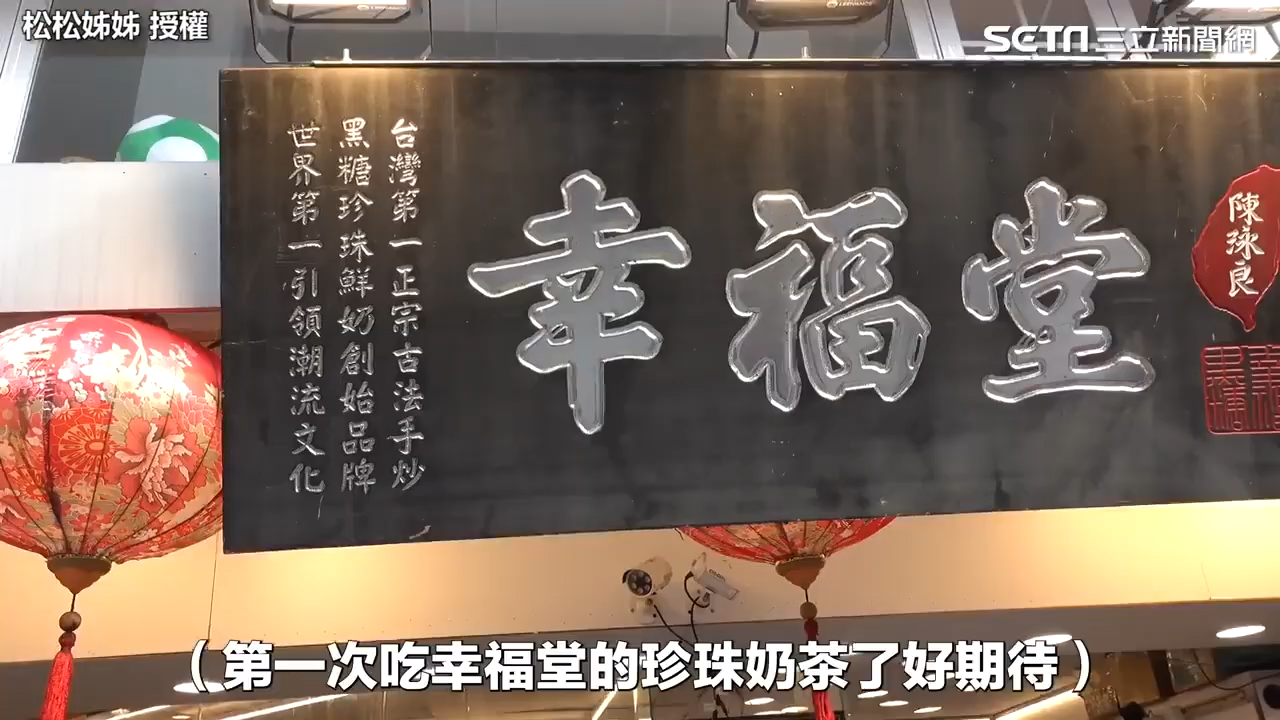 松松姊姊 授權
SETN三立新聞網
台灣第一正宗古法手炒
黑糖珍珠鮮奶創始品牌
世界第一引領潮流文化
幸福堂
陳泳良
(第一次吃幸福堂的珍珠奶茶了好期待)